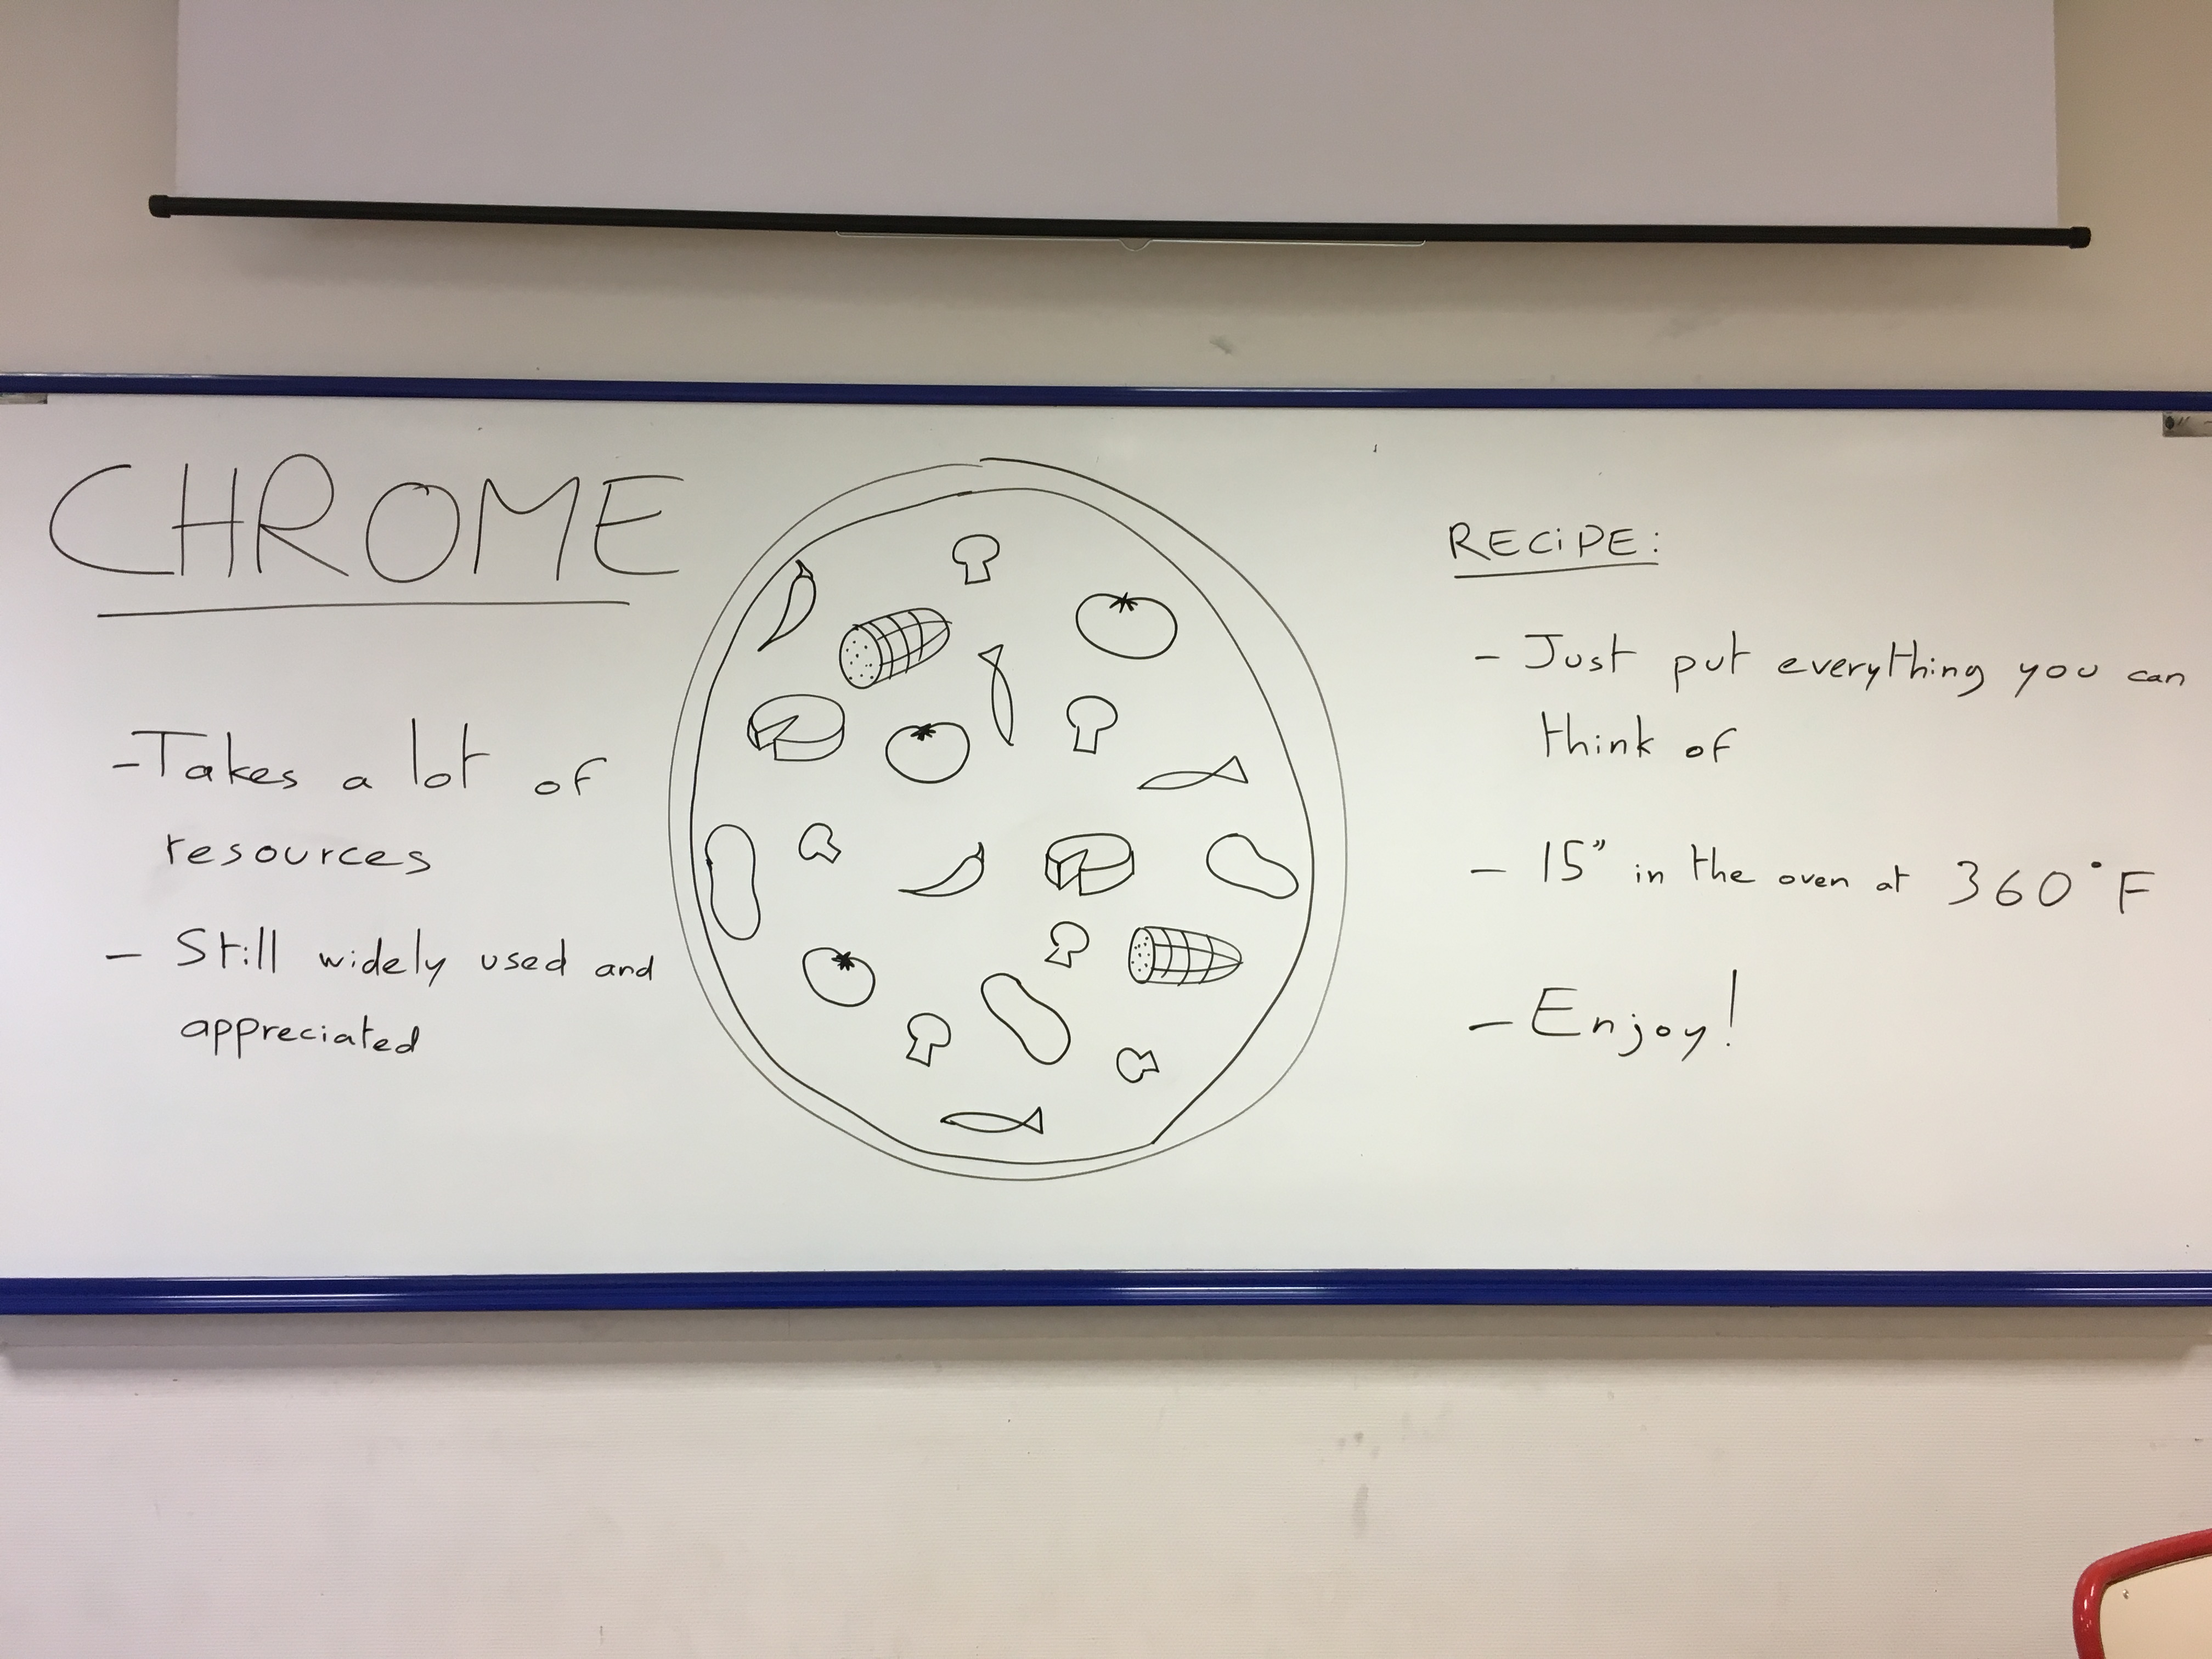 CHROME
- Takes a lot of
resources
- Still widely used and
appreciated
RECiPE:
- Just put everything you can
think of
- 15" in the oven at 360°F
- Enjoy!